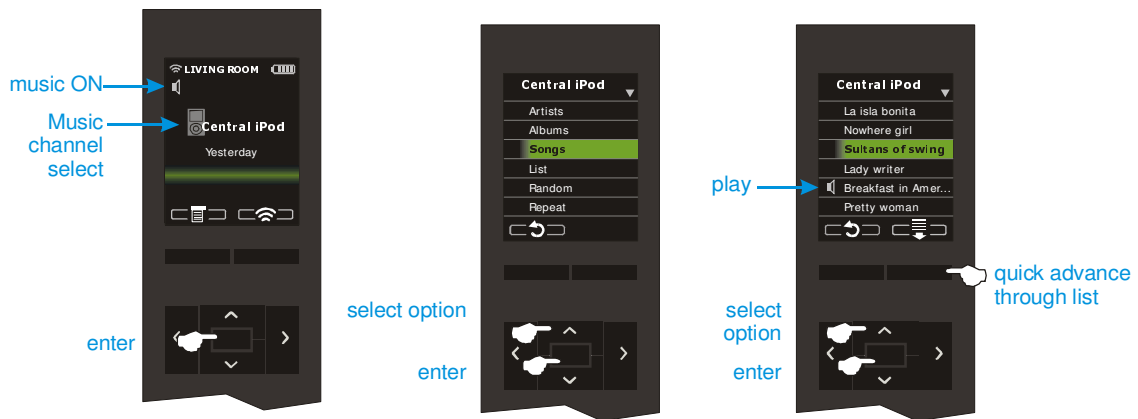 music ON
LIVING ROOM
Music
channel
select
Central iPod
Yesterday
enter
Central iPod
Artists
Albums
Songs
List
Random
Repeat
select option
enter
Central iPod
La isla bonita
Nowhere girl
Sultans of swing
Lady writer
play
Breakfast in Amer...
Pretty woman
quick advance
through list
select
option
enter